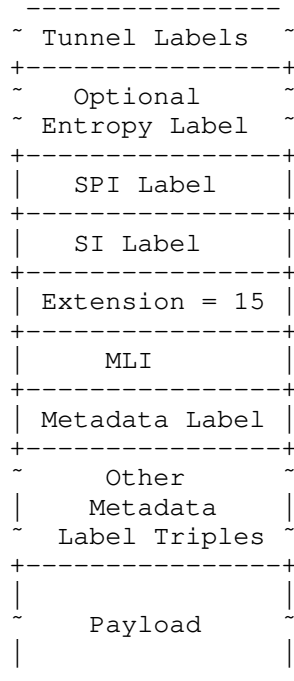 Tunnel Labels
Optional
Entropy Label
SPI Label
SI Label
Extension = 15
MLI
Metadata Label
Other
Metadata
Label Triples
Payload